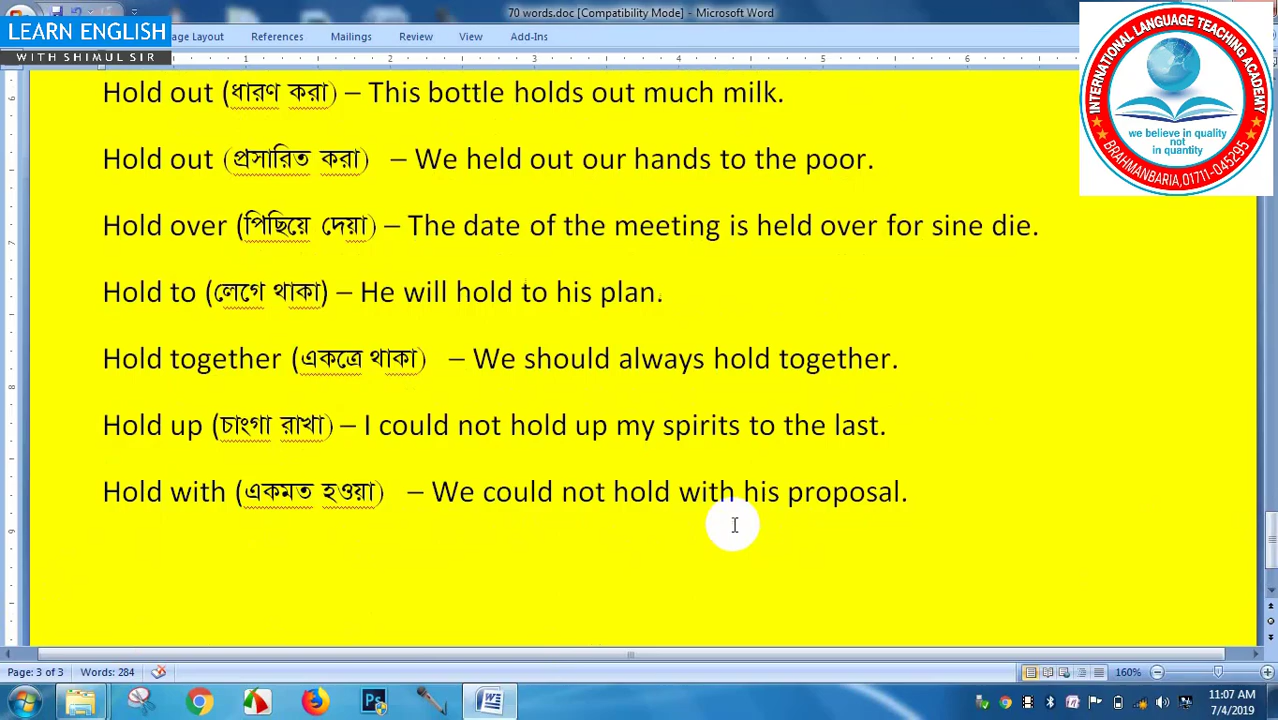 70 words.doc [Compatibility Mode] - Microsoft Word
LEARN ENGLISH
WITH SHIMUL SIR
age Layout References Mailings Review View Add-Ins
INTERNATIONAL LANGUAGE TEACHING ACADEMY
we believe in quality
not
in quantity
BRAHMANBARIA,01711-045295
Hold out (ধারণ করা) – This bottle holds out much milk.
Hold out (প্রসারিত করা) – We held out our hands to the poor.
Hold over (পিছিয়ে দেয়া) – The date of the meeting is held over for sine die.
Hold to (লেগে থাকা) – He will hold to his plan.
Hold together (একত্রে থাকা) – We should always hold together.
Hold up (চাংগা রাখা) – I could not hold up my spirits to the last.
Hold with (একমত হওয়া) – We could not hold with his proposal.
Page: 3 of 3 Words: 284 160%
11:07 AM
7/4/2019